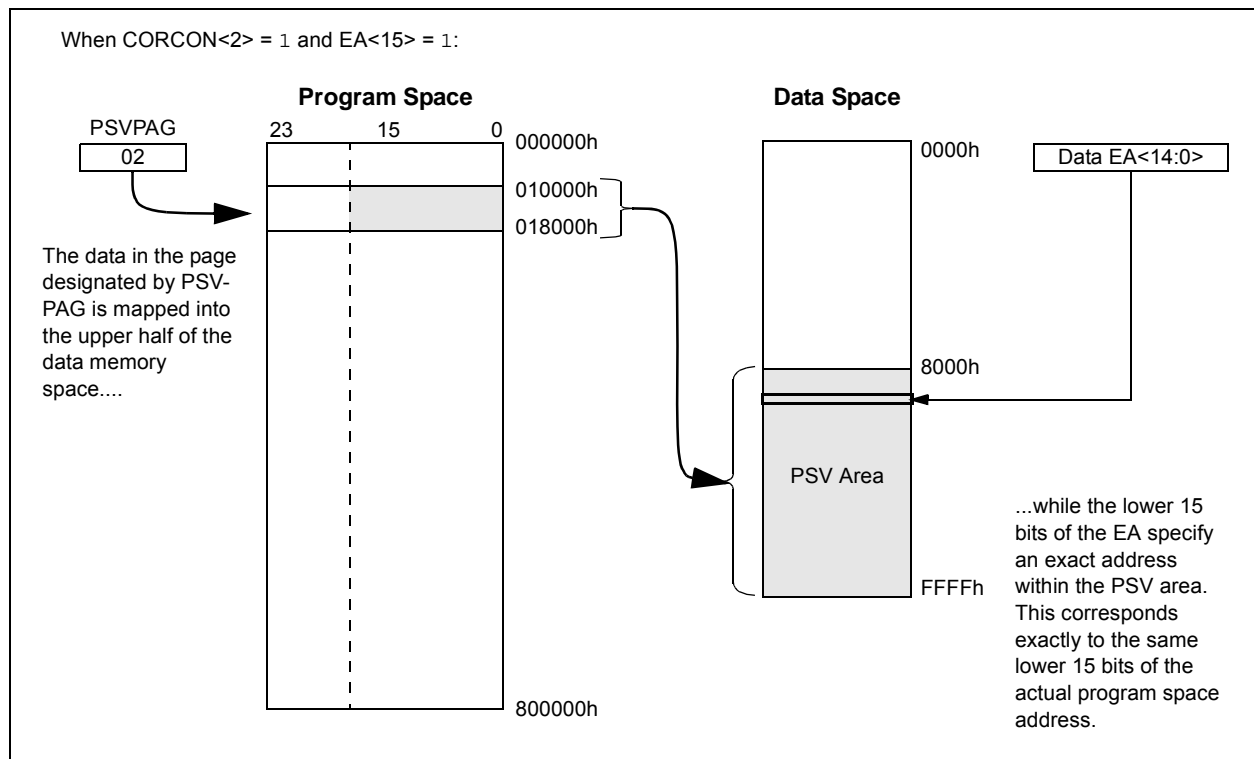 When CORCON<2> = 1 and EA<15> = 1:
Program Space
Data Space
PSVPAG
02
23
15
0
000000h
010000h
018000h
800000h
The data in the page
designated by PSV-
PAG is mapped into
the upper half of the
data memory
space....
0000h
8000h
PSV Area
FFFFh
Data EA<14:0>
...while the lower 15
bits of the EA specify
an exact address
within the PSV area.
This corresponds
exactly to the same
lower 15 bits of the
actual program space
address.